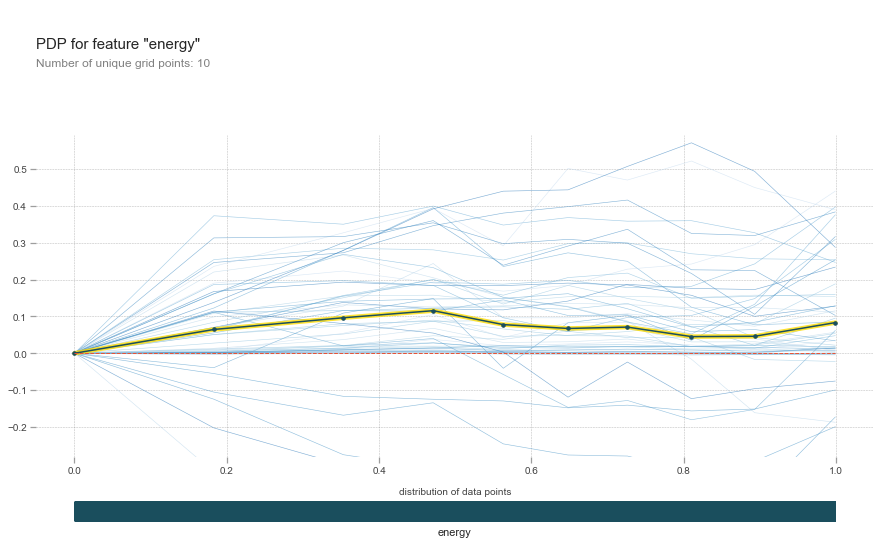 PDP for feature "energy"
Number of unique grid points: 10
0.5
0.4
0.3
0.2
0.1
0.0
−0.1
−0.2
0.0 0.2 0.4 0.6 0.8 1.0
distribution of data points
energy